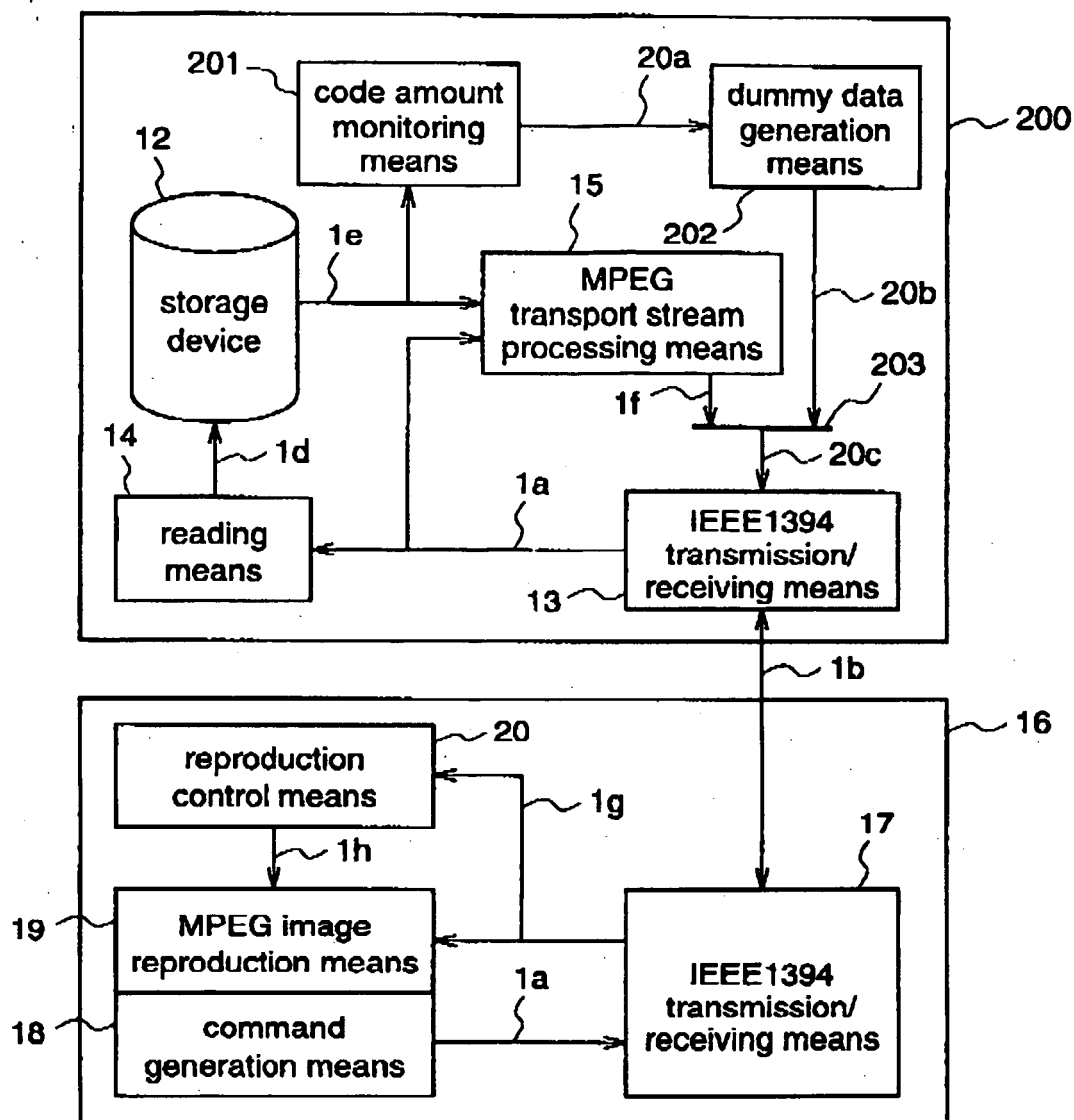 201
code amount
monitoring
means
20a
dummy data
generation
means
200
12
202
15
1e
MPEG
transport stream
processing means
20b
storage
device
1f
203
14
1d
20c
1a
reading
means
IEEE1394
transmission/
receiving means
13
1b
16
20
reproduction
control means
1g
17
1h
19
MPEG image
reproduction means
1a
IEEE1394
transmission/
receiving means
18
command
generation means